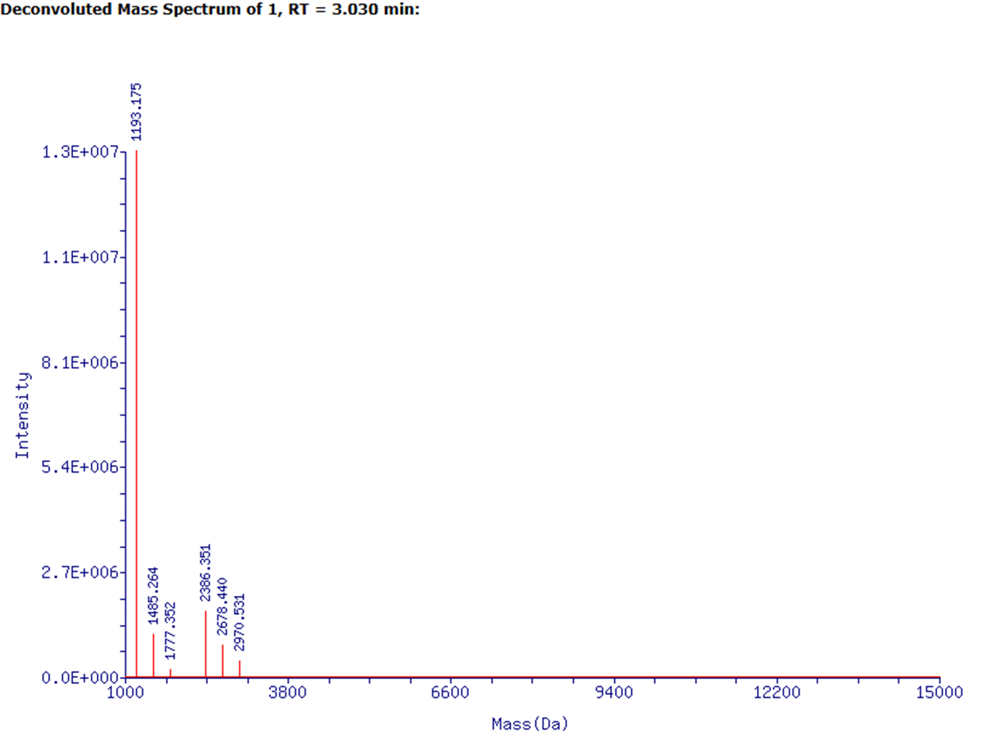 Deconvoluted Mass Spectrum of 1, RT = 3.030 min:
1193.175
1.3E+007
1.1E+007
8.1E+006
Intensity
5.4E+006
2386.351
2.7E+006
1485.264
2678.440
2970.531
1777.352
0.0E+000
1000 3800 6600 9400 12200 15000
Mass(Da)